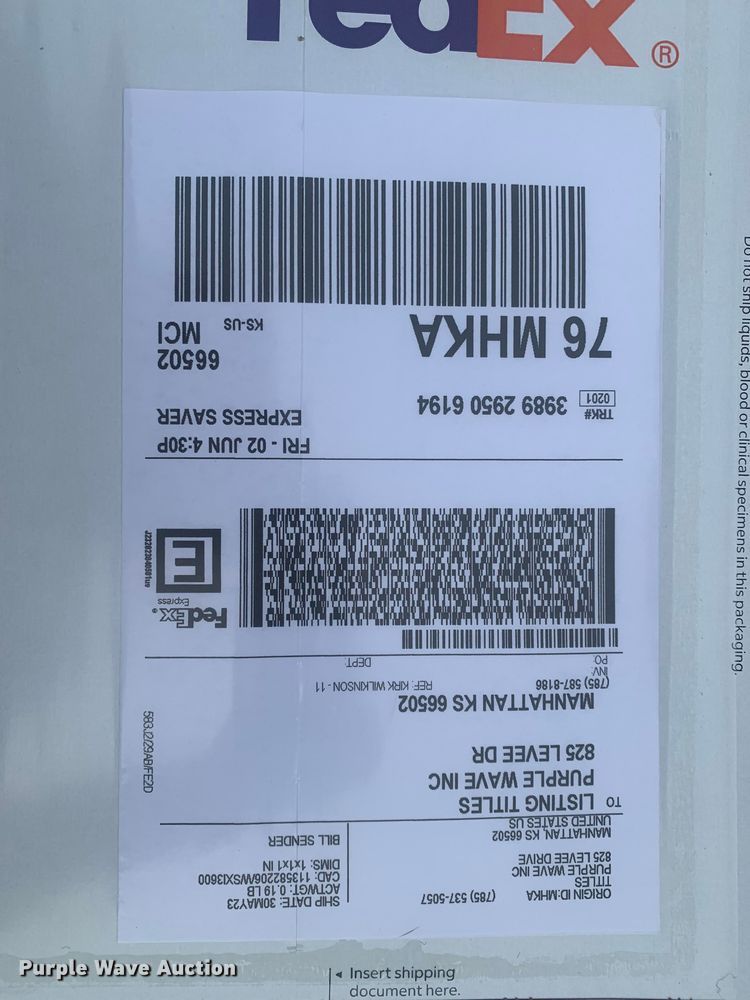 FedEx®
ORIGIN ID:MHKA (785) 537-5057
TITLES
PURPLE WAVE INC
825 LEVEE DRIVE
MANHATTAN, KS 66502
UNITED STATES US
SHIP DATE: 30MAY23
ACTWGT: 0.19 LB
CAD: 113582206/WSXI3600
DIMS: 1x1x1 IN
BILL SENDER
TO LISTING TITLES
PURPLE WAVE INC
825 LEVEE DR
MANHATTAN KS 66502
(785) 587-8186 REF: KIRK WILKINSON - 11
INV:
PO: DEPT:
583J2/29AB/FE2D
FedEx®
Express
E
FRI - 02 JUN 4:30P
EXPRESS SAVER
TRK#
0201
3989 2950 6194
76 MHKA
66502
KS-US MCI
Do not ship liquids, blood or clinical specimens in this packaging.
◄ Insert shipping
document here.
Purple Wave Auction